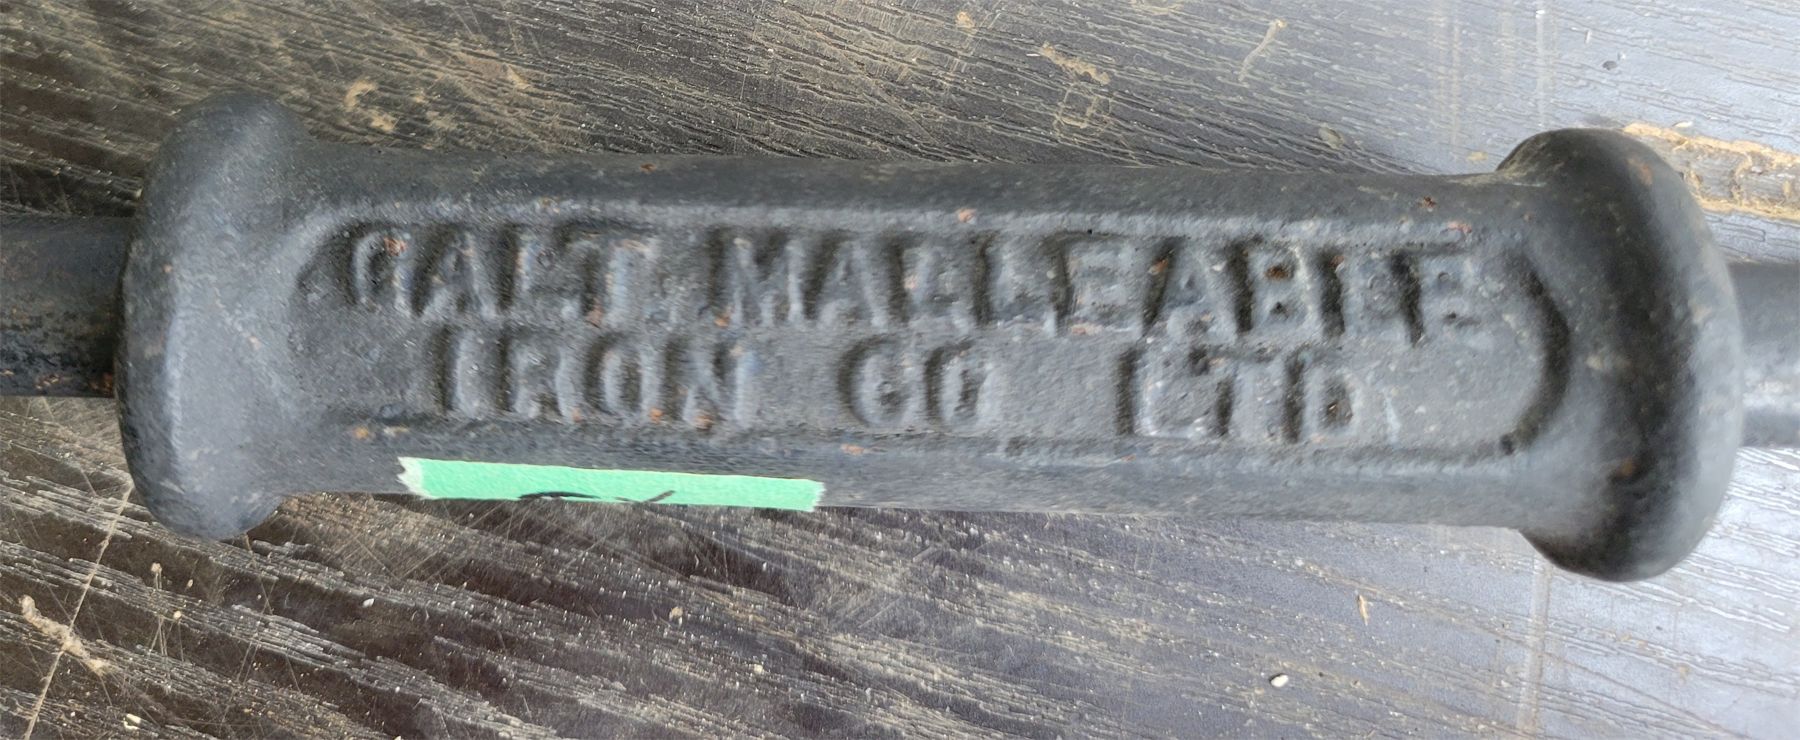 GALT. MALLEABLE
IRON CO LTD